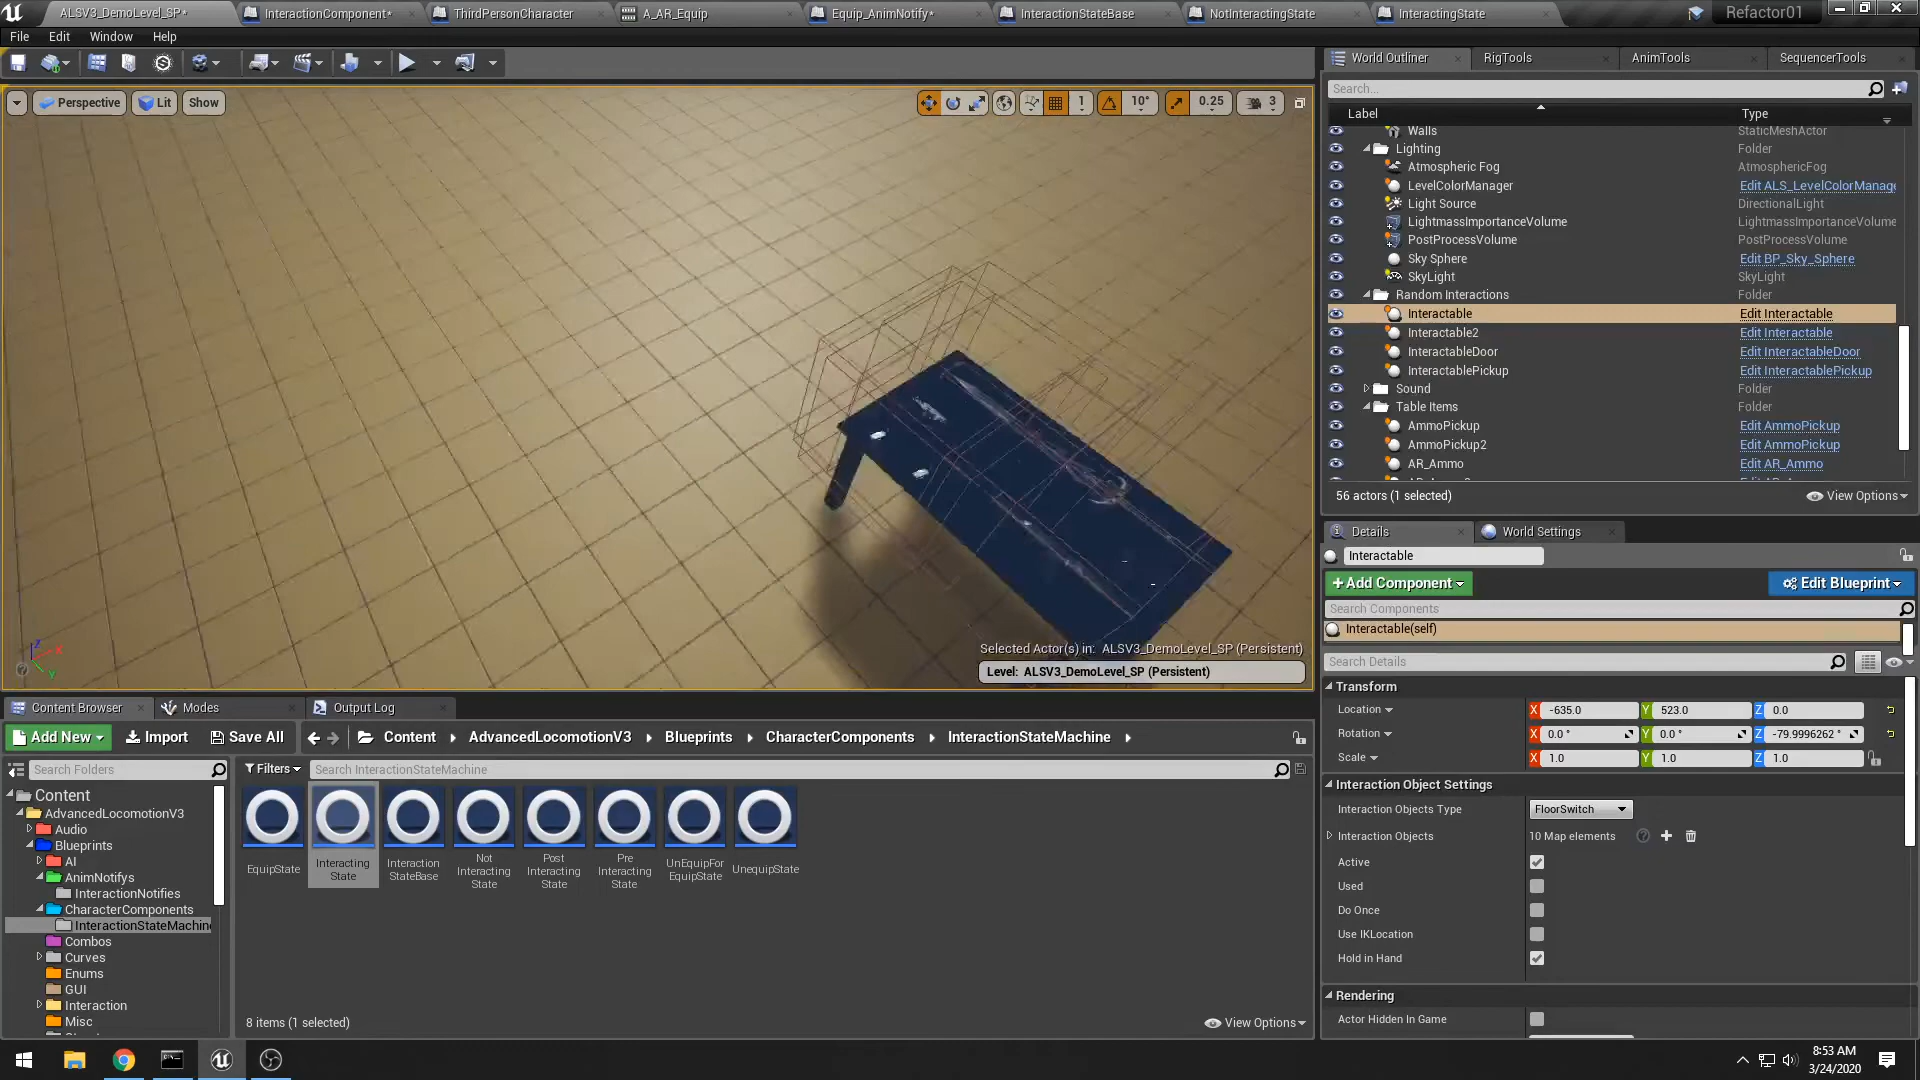 ALSV3_DemoLevel_SP*
InteractionComponent*
ThirdPersonCharacter
A_AR_Equip
Equip_AnimNotify*
InteractionStateBase
NotInteractingState
InteractingState
Refactor01
File
Edit
Window
Help
Perspective
Lit
Show
1
10°
0.25
3
Selected Actor(s) in: ALSV3_DemoLevel_SP (Persistent)
Level: ALSV3_DemoLevel_SP (Persistent)
World Outliner
RigTools
AnimTools
SequencerTools
Search...
Label
Type
Walls StaticMeshActor
Lighting Folder
Atmospheric Fog AtmosphericFog
LevelColorManager Edit ALS_LevelColorManage
Light Source DirectionalLight
LightmassImportanceVolume LightmassImportanceVolume
PostProcessVolume PostProcessVolume
Sky Sphere Edit BP_Sky_Sphere
SkyLight SkyLight
Random Interactions Folder
Interactable Edit Interactable
Interactable2 Edit Interactable
InteractableDoor Edit InteractableDoor
InteractablePickup Edit InteractablePickup
Sound Folder
Table Items Folder
AmmoPickup Edit AmmoPickup
AmmoPickup2 Edit AmmoPickup
AR_Ammo Edit AR_Ammo
56 actors (1 selected)
View Options
Details
World Settings
Interactable
Add Component
Edit Blueprint
Search Components
Interactable(self)
Search Details
Transform
Location X -635.0 Y 523.0 Z 0.0
Rotation X 0.0 ° Y 0.0 ° Z -79.9996262 °
Scale X 1.0 Y 1.0 Z 1.0
Interaction Object Settings
Interaction Objects Type FloorSwitch
Interaction Objects 10 Map elements
Active
Used
Do Once
Use IKLocation
Hold in Hand
Rendering
Actor Hidden In Game
Content Browser
Modes
Output Log
Add New
Import
Save All
Content
AdvancedLocomotionV3
Blueprints
CharacterComponents
InteractionStateMachine
Search Folders
Filters
Search InteractionStateMachine
Content
AdvancedLocomotionV3
Audio
Blueprints
AI
AnimNotifys
InteractionNotifies
CharacterComponents
InteractionStateMachin
Combos
Curves
Enums
GUI
Interaction
Misc
EquipState
Interacting
State
Interaction
StateBase
Not
Interacting
State
Post
Interacting
State
Pre
Interacting
State
UnEquipFor
EquipState
UnequipState
8 items (1 selected)
View Options
8:53 AM
3/24/2020